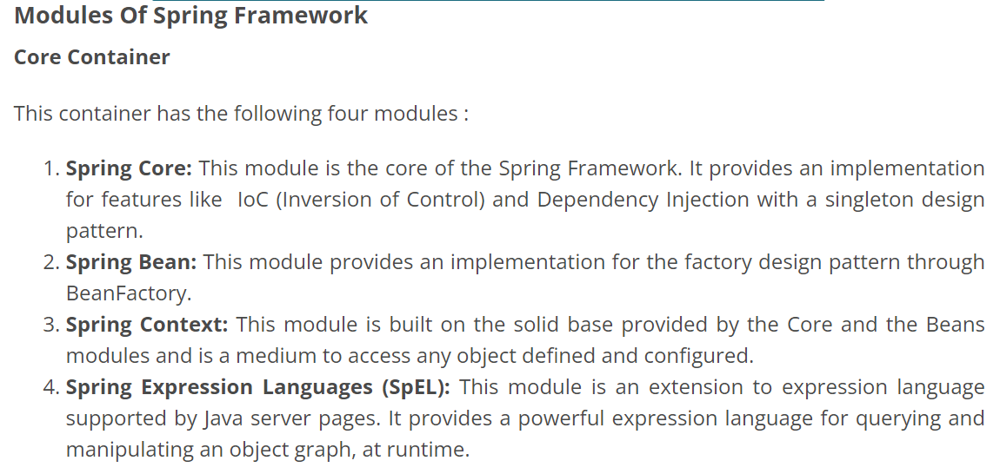 Modules Of Spring Framework
Core Container
This container has the following four modules :
1. Spring Core: This module is the core of the Spring Framework. It provides an implementation
for features like  IoC (Inversion of Control) and Dependency Injection with a singleton design
pattern.
2. Spring Bean: This module provides an implementation for the factory design pattern through
BeanFactory.
3. Spring Context: This module is built on the solid base provided by the Core and the Beans
modules and is a medium to access any object defined and configured.
4. Spring Expression Languages (SpEL): This module is an extension to expression language
supported by Java server pages. It provides a powerful expression language for querying and
manipulating an object graph, at runtime.